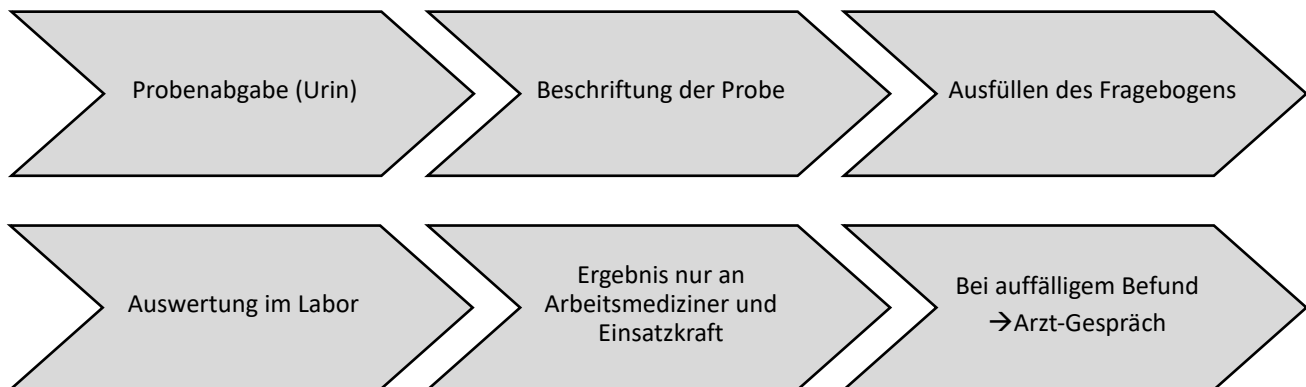 Probenabgabe (Urin)
Beschriftung der Probe
Ausfüllen des Fragebogens
Auswertung im Labor
Ergebnis nur an
Arbeitsmediziner und
Einsatzkraft
Bei auffälligem Befund
→Arzt-Gespräch